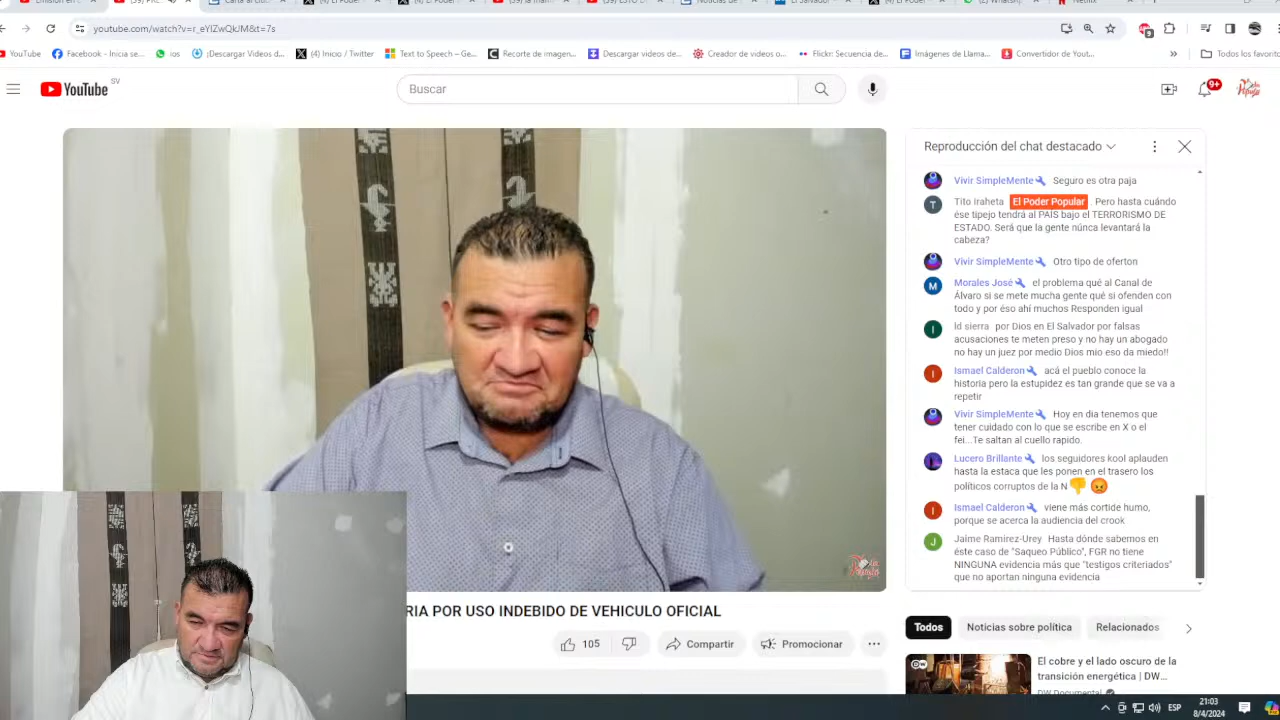 youtube.com/watch?v=r_eYIZwQkJM&t=7s
YouTube
Facebook - Inicia se...
ios
¡Descargar Videos d...
(4) Inicio / Twitter
Text to Speech – Ge...
Recorte de imagen...
Descargar videos de...
Creador de videos o...
Flickr: Secuencia de...
Imágenes de Llama...
Convertidor de Yout...
»
Todos los favorito
YouTube SV
Buscar
9+
Reproducción del chat destacado
Vivir SimpleMente Seguro es otra paja
Tito iraheta El Poder Popular Pero hasta cuándo
ése tipejo tendrá al PAÍS bajo el TERRORISMO DE
ESTADO. Será que la gente núnca levantará la
cabeza?
Vivir SimpleMente Otro tipo de oferton
Morales José el problema qué al Canal de
Álvaro si se mete mucha gente qué si ofenden con
todo y por éso ahí muchos Responden igual
ld sierra por Dios en El Salvador por falsas
acusaciones te meten preso y no hay un abogado
no hay un juez por medio Dios mio eso da miedo!!
Ismael Calderon acá el pueblo conoce la
historia pero la estupidez es tan grande que se va a
repetir
Vivir SimpleMente Hoy en dia tenemos que
tener cuidado con lo que se escribe en X o el
fei...Te saltan al cuello rapido.
Lucero Brillante los seguidores kool aplauden
hasta la estaca que les ponen en el trasero los
políticos corruptos de la N
Ismael Calderon viene más cortide humo,
porque se acerca la audiencia del crook
Jaime Ramirez-Urey Hasta dónde sabemos en
éste caso de "Saqueo Público", FGR no tiene
NINGUNA evidencia más que "testigos criteriados"
que no aportan ninguna evidencia
RIA POR USO INDEBIDO DE VEHICULO OFICIAL
105
Compartir
Promocionar
Todos
Noticias sobre política
Relacionados
El cobre y el lado oscuro de la
transición energética | DW...
DW Documental
ESP
21:03
8/4/2024